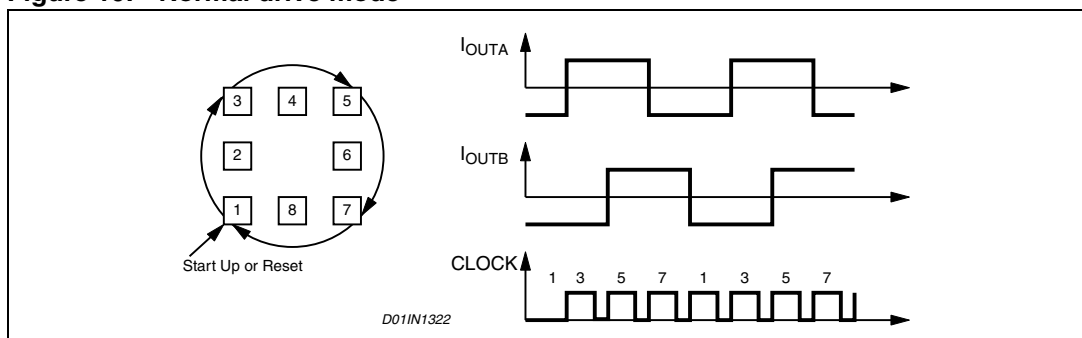 Figure 10. Normal drive mode
IOUTA
3 4 5
2 6
IOUTB
1 8 7
Start Up or Reset
CLOCK
1 3 5 7 1 3 5 7
D01IN1322